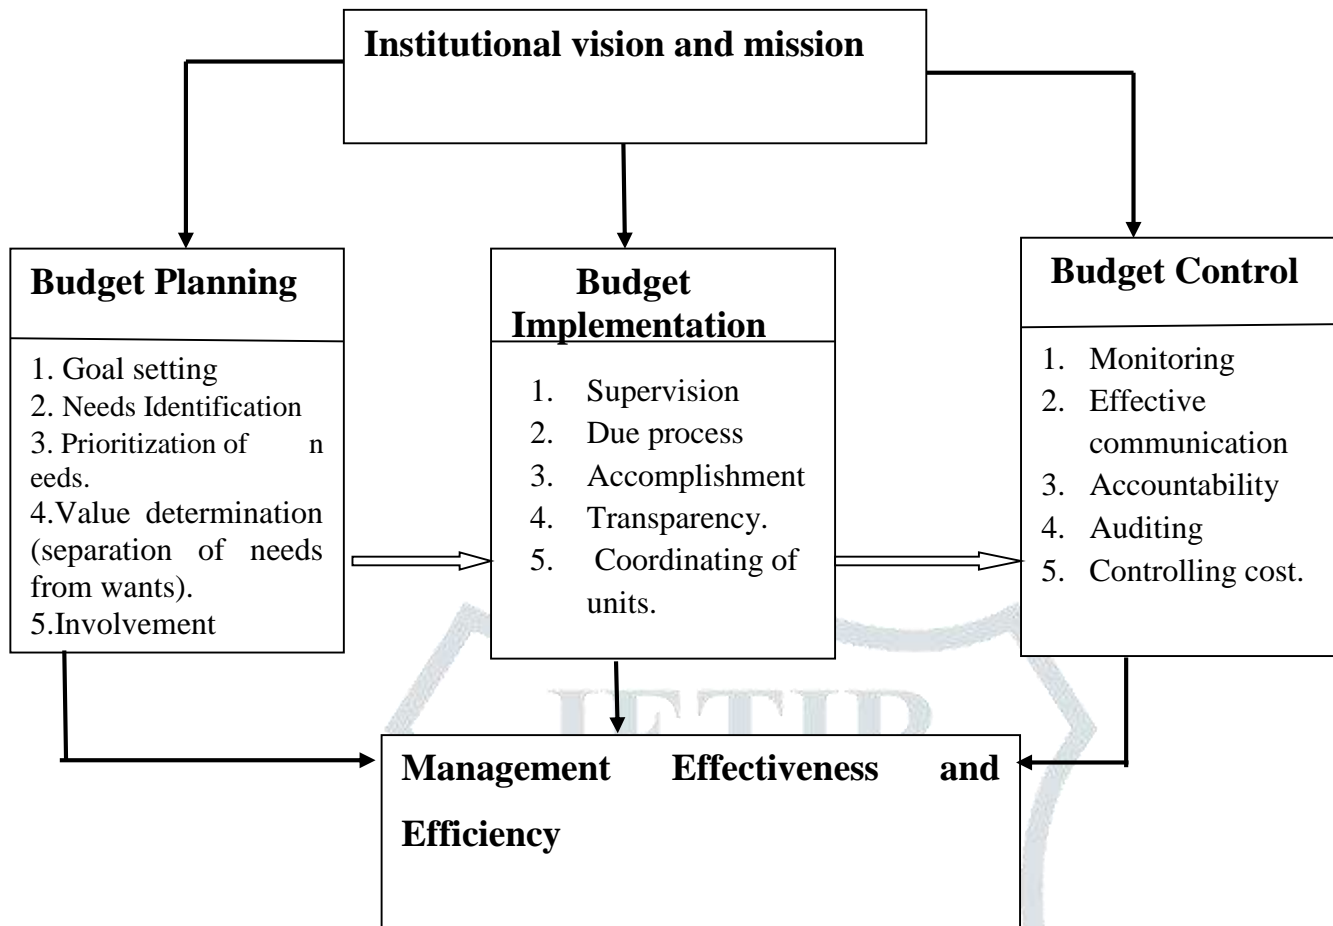 Institutional vision and mission
Budget Planning
1. Goal setting
2. Needs Identification
3. Prioritization of n
eeds.
4.Value determination
(separation of needs
from wants).
5.Involvement
Budget
Implementation
1. Supervision
2. Due process
3. Accomplishment
4. Transparency.
5. Coordinating of
units.
Budget Control
1. Monitoring
2. Effective
communication
3. Accountability
4. Auditing
5. Controlling cost.
JETIR
Management Effectiveness and
Efficiency